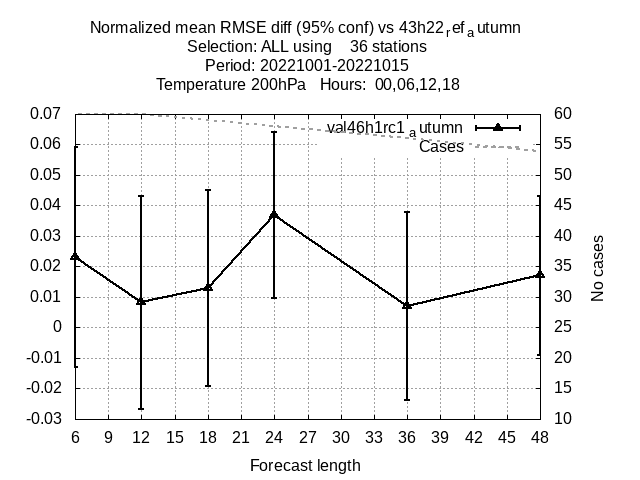 Normalized mean RMSE diff (95% conf) vs 43h22refautumn
Selection: ALL using 36 stations
Period: 20221001-20221015
Temperature 200hPa Hours: 00,06,12,18
val46h1rc1autumn
Cases
0.07
0.06
0.05
0.04
0.03
0.02
0.01
0
-0.01
-0.02
-0.03
60
55
50
45
40
35
30
25
20
15
10
No cases
6 9 12 15 18 21 24 27 30 33 36 39 42 45 48
Forecast length